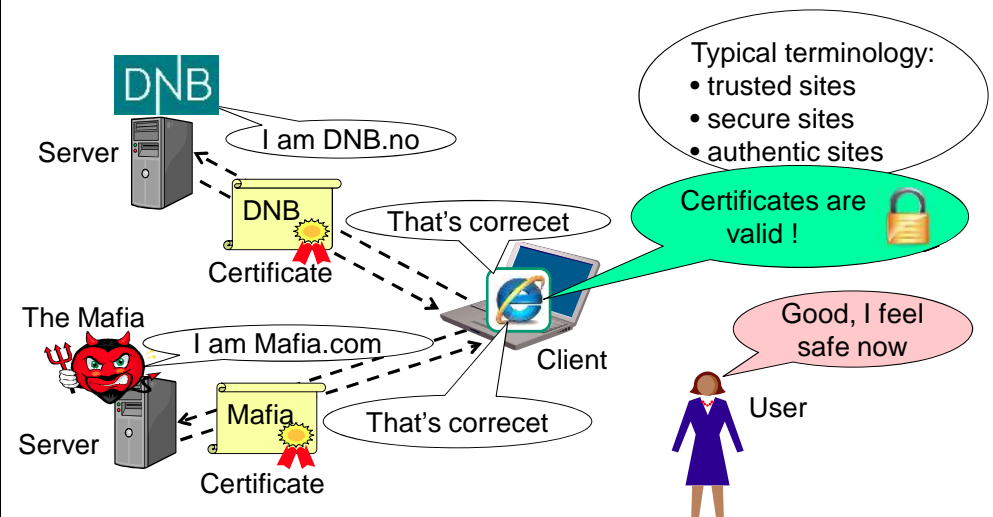 Typical terminology:
• trusted sites
• secure sites
• authentic sites
DNB
I am DNB.no
Server
DNB
Certificate
That's correcet
Certificates are
valid !
The Mafia
I am Mafia.com
Client
Good, I feel
safe now
Mafia
That's correcet
User
Server
Certificate